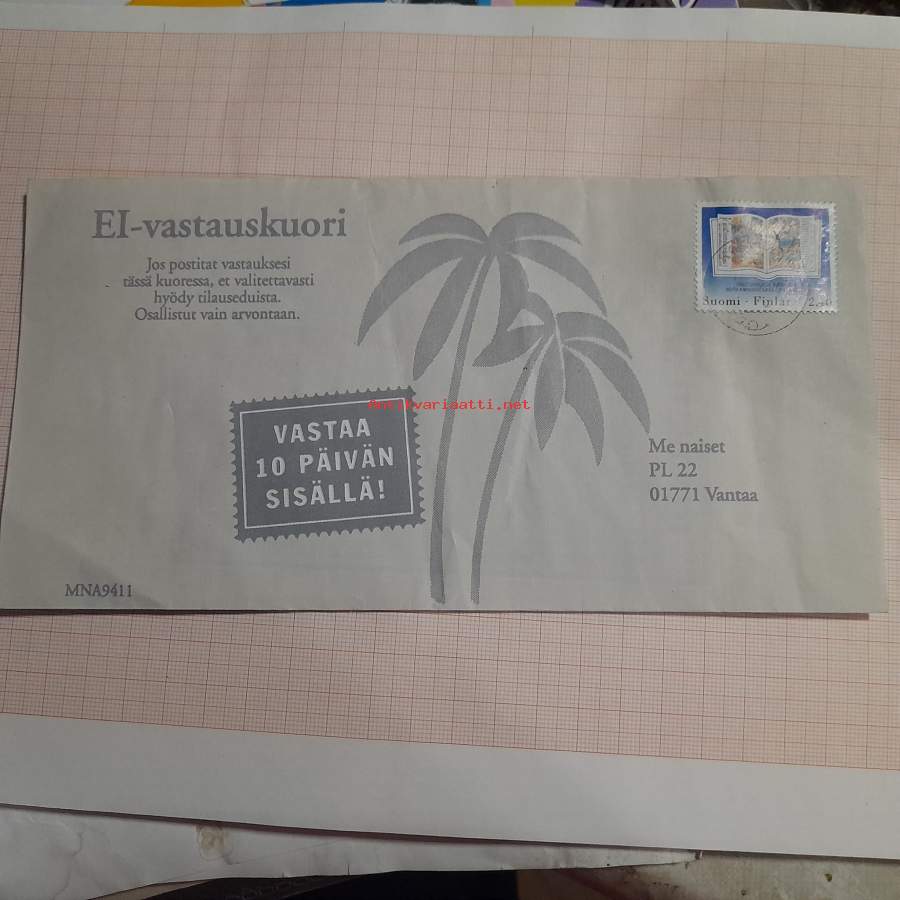 EI-vastauskuori
Jos postitat vastauksesi
tässä kuoressa, et valitettavasti
hyödy tilauseduista.
Osallistut vain arvontaan.
Suomi · Finland
antikvariaatti.net
VASTAA
10 PÄIVÄN
SISÄLLÄ!
Me naiset
PL 22
01771 Vantaa
MNA9411